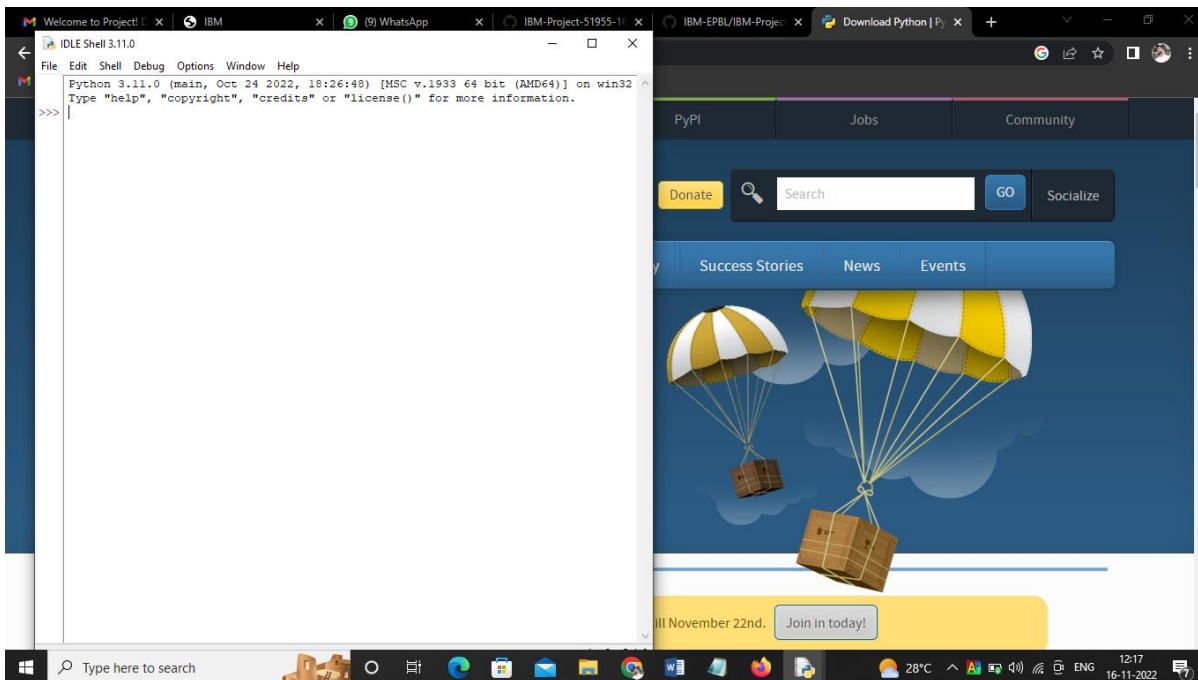 Welcome to Project! D
IBM
(9) WhatsApp
IBM-Project-51955-16
IBM-EPBL/IBM-Projec
Download Python | Py
IDLE Shell 3.11.0
File Edit Shell Debug Options Window Help
Python 3.11.0 (main, Oct 24 2022, 18:26:48) [MSC v.1933 64 bit (AMD64)] on win32
Type "help", "copyright", "credits" or "license()" for more information.
>>>
PyPI Jobs Community
Donate Search GO Socialize
y Success Stories News Events
till November 22nd. Join in today!
Type here to search
28°C ENG 12:17
16-11-2022